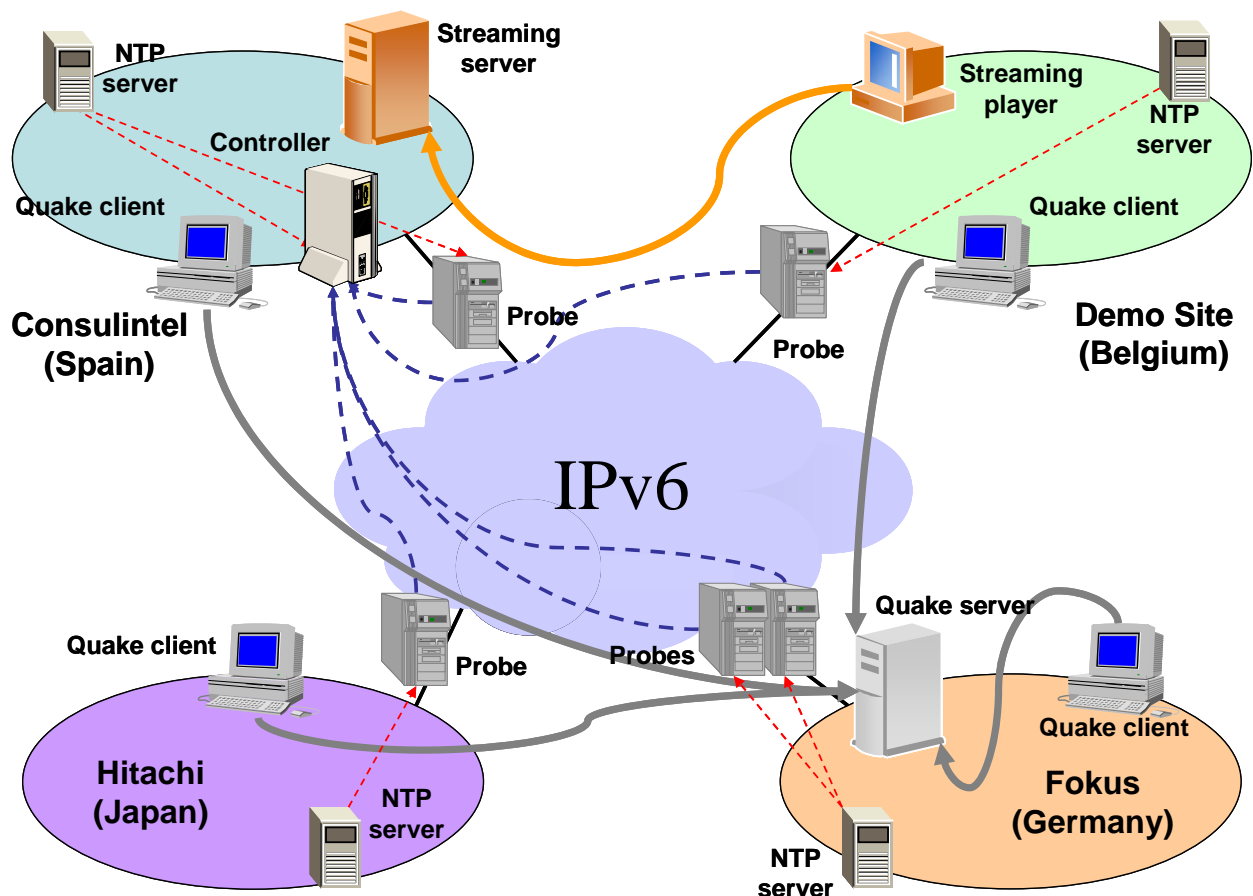 NTP
server
Streaming
server
Controller
Quake client
Consulintel
(Spain)
Probe
Streaming
player
NTP
server
Quake client
Demo Site
(Belgium)
Probe
IPv6
Quake client
Probe
Hitachi
(Japan)
NTP
server
Probes
Quake server
Quake client
Fokus
(Germany)
NTP
server